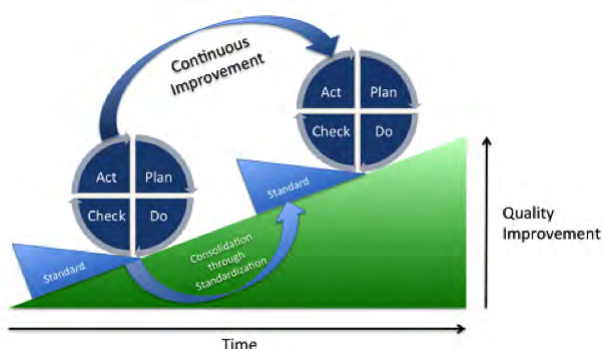 Continuous
Improvement
Act
Plan
Check
Do
Act
Plan
Check
Do
Standard
Standard
Consolidation
through
Standardization
Quality
Improvement
Time